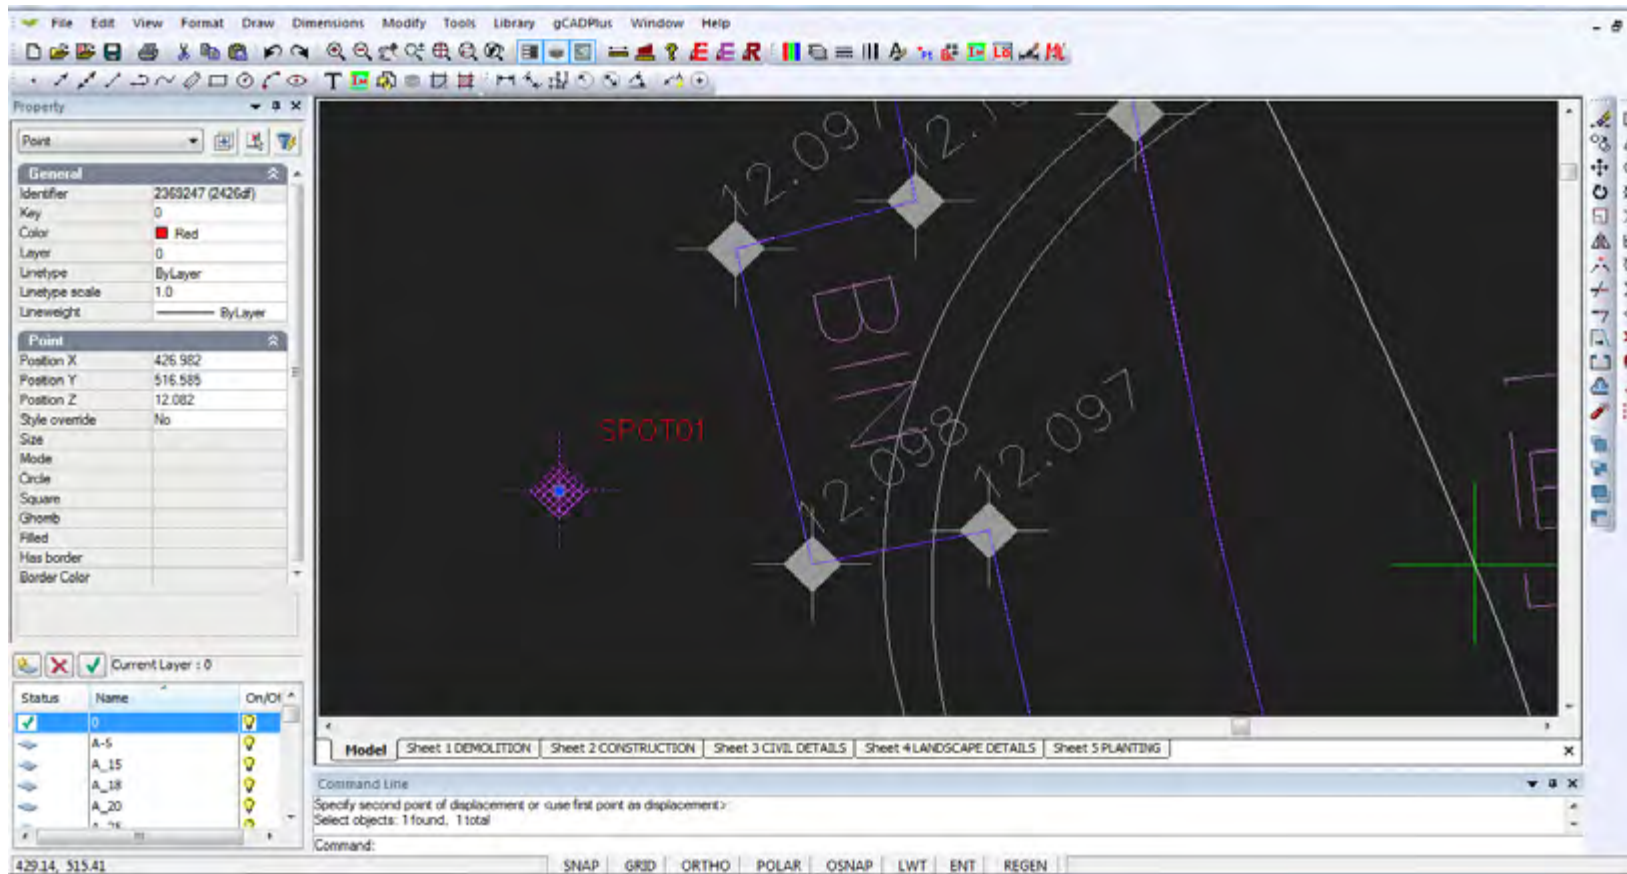 File Edit View Format Draw Dimensions Modify Tools Library gCADPlus Window Help
Property
Point
General
Identifier 2369247 (2426df)
Key 0
Color Red
Layer 0
Linetype ByLayer
Linetype scale 1.0
Lineweight ByLayer
Point
Position X 426.982
Position Y 516.585
Position Z 12.082
Style override No
Size
Mode
Circle
Square
Ghomb
Filled
Has border
Border Color
Current Layer : 0
Status Name On/Of
0
A-5
A_15
A_18
A_20
12.097
BIN
SPOT01
12.098
12.097
Model Sheet 1 DEMOLITION Sheet 2 CONSTRUCTION Sheet 3 CIVIL DETAILS Sheet 4 LANDSCAPE DETAILS Sheet 5 PLANTING
Command Line
Specify second point of displacement or <use first point as displacement>
Select objects: 1 found, 1 total
Command:
429.14, 515.41 SNAP GRID ORTHO POLAR OSNAP LWT ENT REGEN